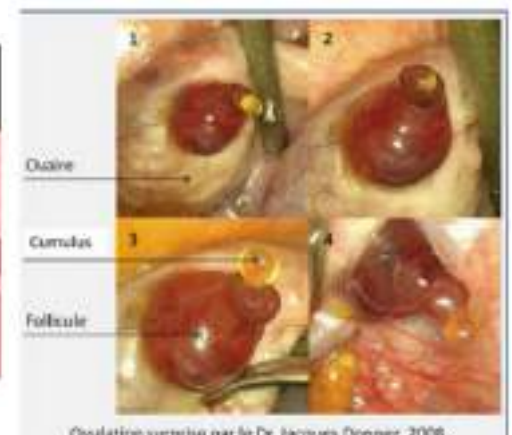 1
2
Ovaire
Cumulus
3
4
Follicule
Ovulation surprise par le Dr Jacques Donnez, 2008